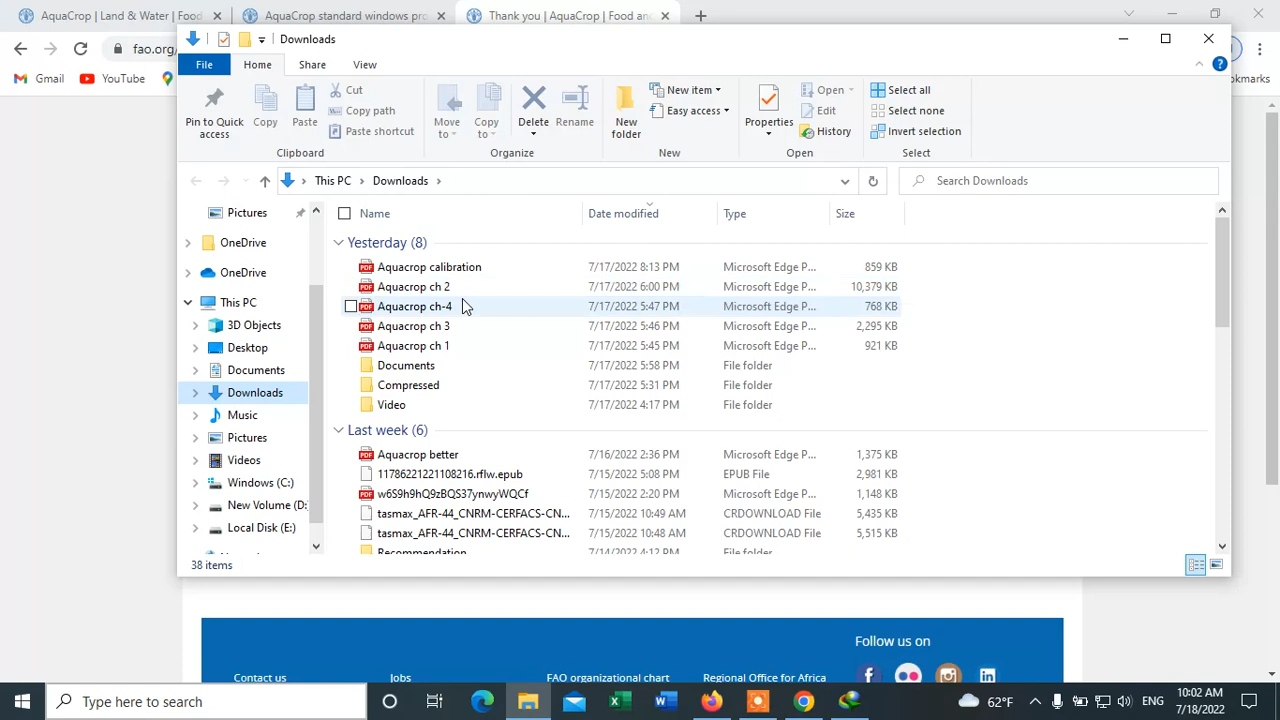 AquaCrop | Land & Water | Food
AquaCrop standard windows pro
Thank you | AquaCrop | Food and
Downloads
fao.org/
File
Home
Share
View
Gmail
YouTube
okmarks
Pin to Quick access
Copy
Paste
Cut
Copy path
Paste shortcut
Move to
Copy to
Delete
Rename
New folder
New item
Easy access
Properties
Open
Edit
History
Select all
Select none
Invert selection
Clipboard
Organize
New
Open
Select
This PC
Downloads
Search Downloads
Name
Date modified
Type
Size
Pictures
OneDrive
OneDrive
This PC
3D Objects
Desktop
Documents
Downloads
Music
Pictures
Videos
Windows (C:)
New Volume (D:
Local Disk (E:)
Yesterday (8)
Aquacrop calibration 7/17/2022 8:13 PM Microsoft Edge P... 859 KB
Aquacrop ch 2 7/17/2022 6:00 PM Microsoft Edge P... 10,379 KB
Aquacrop ch-4 7/17/2022 5:47 PM Microsoft Edge P... 768 KB
Aquacrop ch 3 7/17/2022 5:46 PM Microsoft Edge P... 2,295 KB
Aquacrop ch 1 7/17/2022 5:45 PM Microsoft Edge P... 921 KB
Documents 7/17/2022 5:58 PM File folder
Compressed 7/17/2022 5:31 PM File folder
Video 7/17/2022 4:17 PM File folder
Last week (6)
Aquacrop better 7/16/2022 2:36 PM Microsoft Edge P... 1,375 KB
11786221221108216.rflw.epub 7/15/2022 5:08 PM EPUB File 2,981 KB
w6S9h9hQ9zBQS37ynwyWQCf 7/15/2022 2:20 PM Microsoft Edge P... 1,148 KB
tasmax_AFR-44_CNRM-CERFACS-CN... 7/15/2022 10:49 AM CRDOWNLOAD File 5,435 KB
tasmax_AFR-44_CNRM-CERFACS-CN... 7/15/2022 10:48 AM CRDOWNLOAD File 5,515 KB
Recommendation 7/14/2022 4:12 PM File folder
38 items
Follow us on
Contact us
Jobs
FAO organizational chart
Regional Office for Africa
Type here to search
62°F
ENG
10:02 AM
7/18/2022